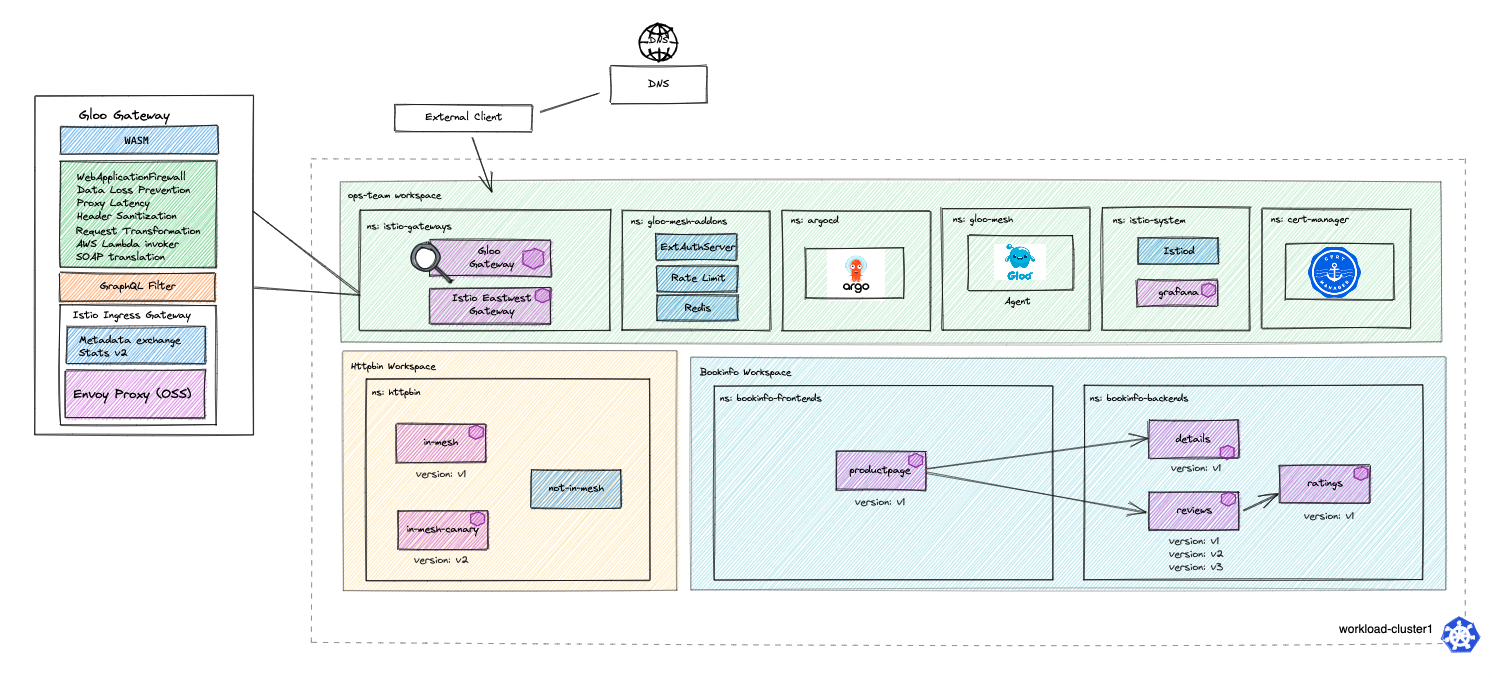 DNS
DNS
External Client
Gloo Gateway
WASM
WebApplicationFirewall
Data Loss Prevention
Proxy Latency
Header Sanitization
Request Transformation
AWS Lambda invoker
SOAP translation
GraphQL Filter
Istio Ingress Gateway
Metadata exchange
Stats v2
Envoy Proxy (OSS)
ops-team workspace
ns: istio-gateways
Gloo
Gateway
Istio Eastwest
Gateway
ns: gloo-mesh-addons
ExtAuthServer
Rate Limit
Redis
ns: argocd
argo
ns: gloo-mesh
Gloo
Agent
ns: istio-system
Istiod
grafana
ns: cert-manager
CERT
MANAGER
Httpbin Workspace
ns: httpbin
in-mesh
version: v1
not-in-mesh
in-mesh-canary
version: v2
Bookinfo Workspace
ns: bookinfo-frontends
productpage
version: v1
ns: bookinfo-backends
details
version: v1
reviews
version: v1
version: v2
version: v3
ratings
version: v1
workload-cluster1